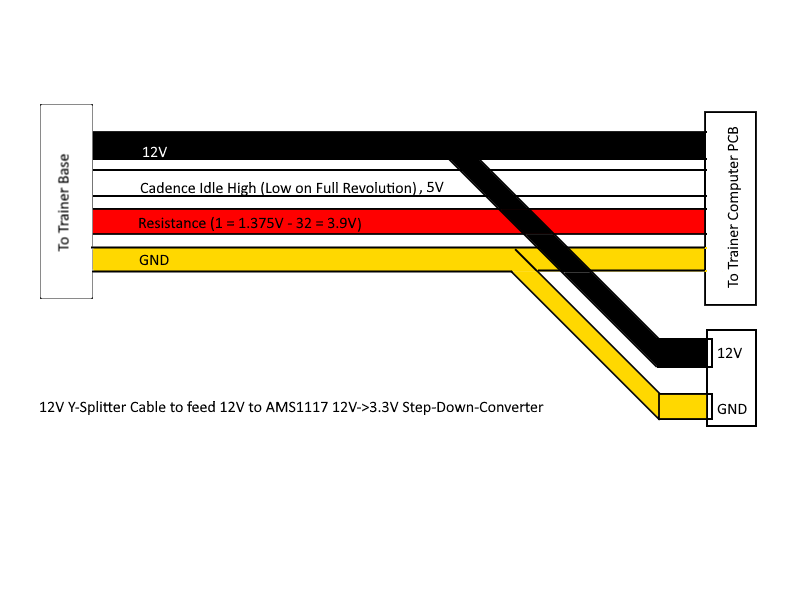 To Trainer Base
12V
Cadence Idle High (Low on Full Revolution), 5V
Resistance (1 = 1.375V - 32 = 3.9V)
GND
To Trainer Computer PCB
12V
GND
12V Y-Splitter Cable to feed 12V to AMS1117 12V->3.3V Step-Down-Converter